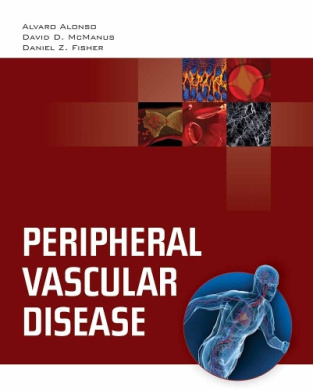 Alvaro Alonso
David D. McManus
Daniel Z. Fisher
PERIPHERAL
VASCULAR
DISEASE